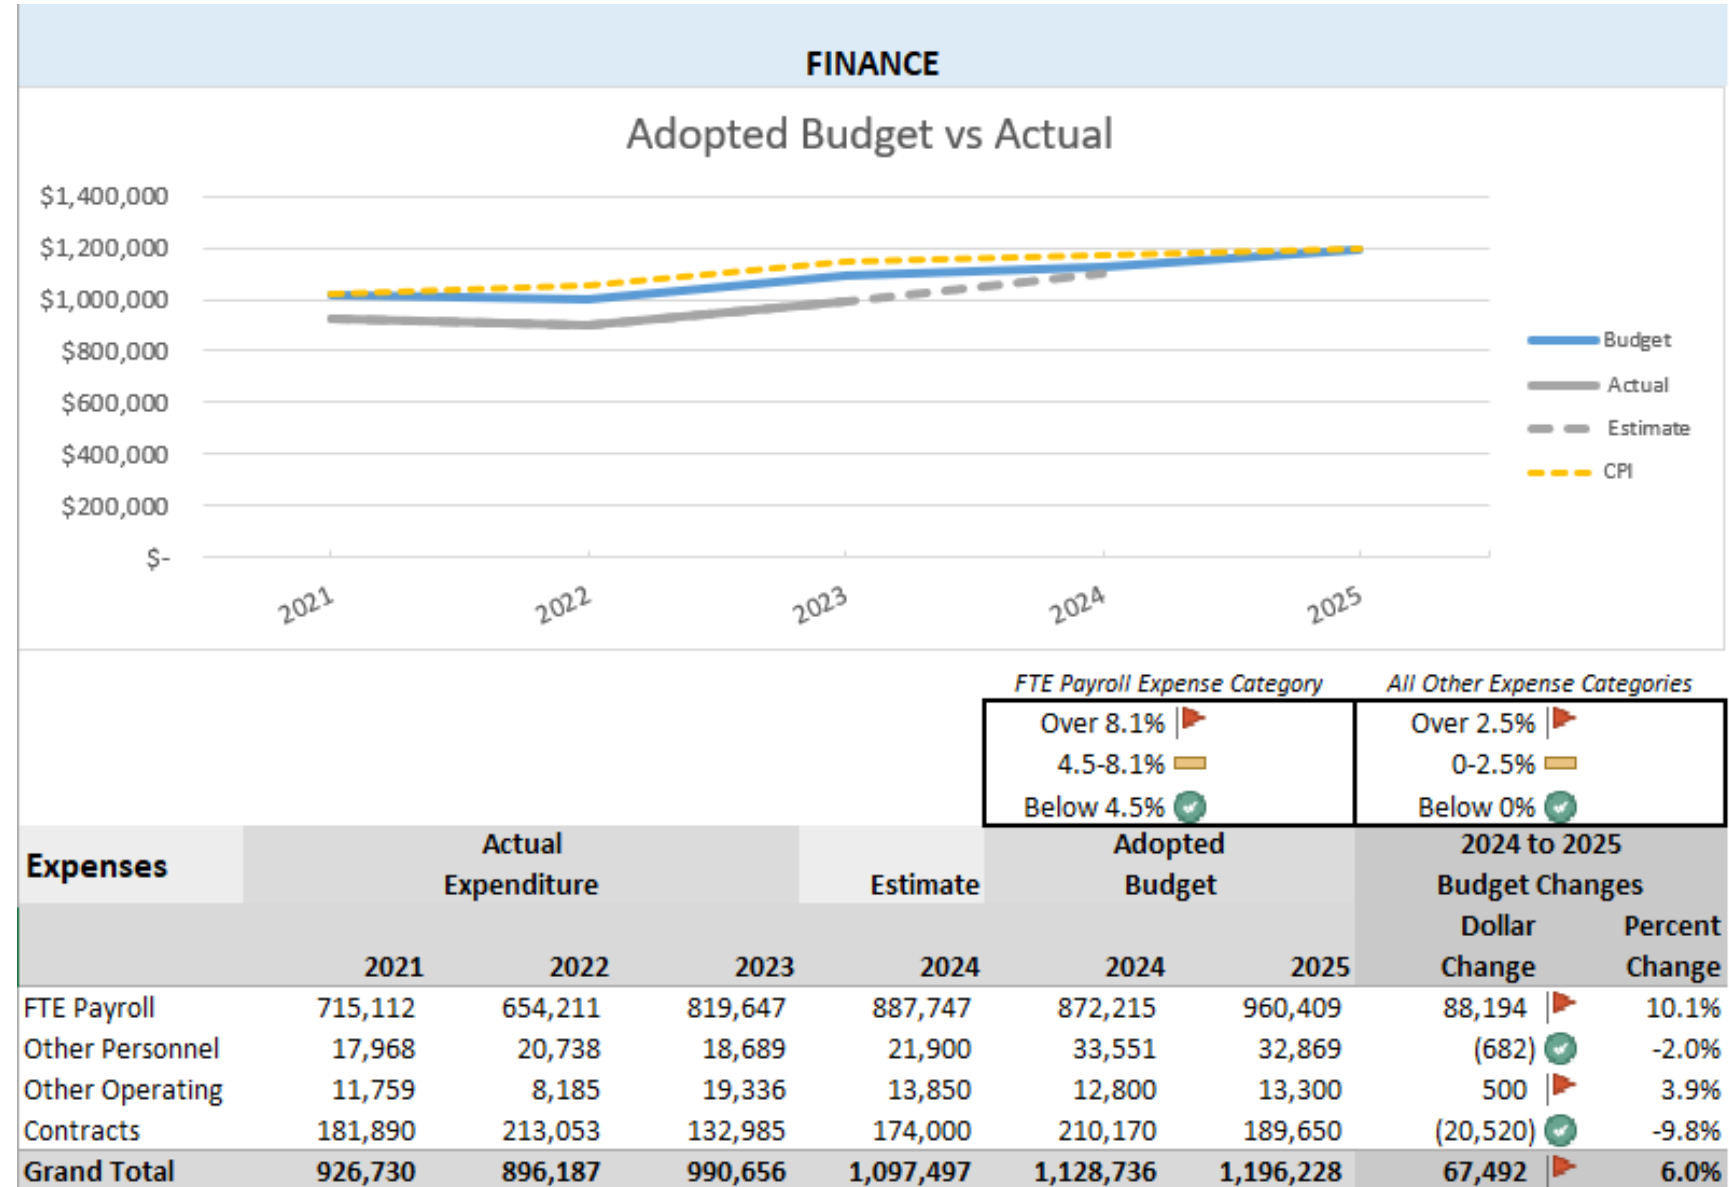 FINANCE
Adopted Budget vs Actual
$1,400,000
$1,200,000
$1,000,000
$800,000
$600,000
$400,000
$200,000
$-
2021 2022 2023 2024 2025
Budget
Actual
Estimate
CPI
FTE Payroll Expense Category All Other Expense Categories
Over 8.1% Over 2.5%
4.5-8.1% 0-2.5%
Below 4.5% Below 0%
Expenses Actual Adopted 2024 to 2025
Expenditure Estimate Budget Budget Changes
Dollar Percent
2021 2022 2023 2024 2024 2025 Change Change
FTE Payroll 715,112 654,211 819,647 887,747 872,215 960,409 88,194 10.1%
Other Personnel 17,968 20,738 18,689 21,900 33,551 32,869 (682) -2.0%
Other Operating 11,759 8,185 19,336 13,850 12,800 13,300 500 3.9%
Contracts 181,890 213,053 132,985 174,000 210,170 189,650 (20,520) -9.8%
Grand Total 926,730 896,187 990,656 1,097,497 1,128,736 1,196,228 67,492 6.0%